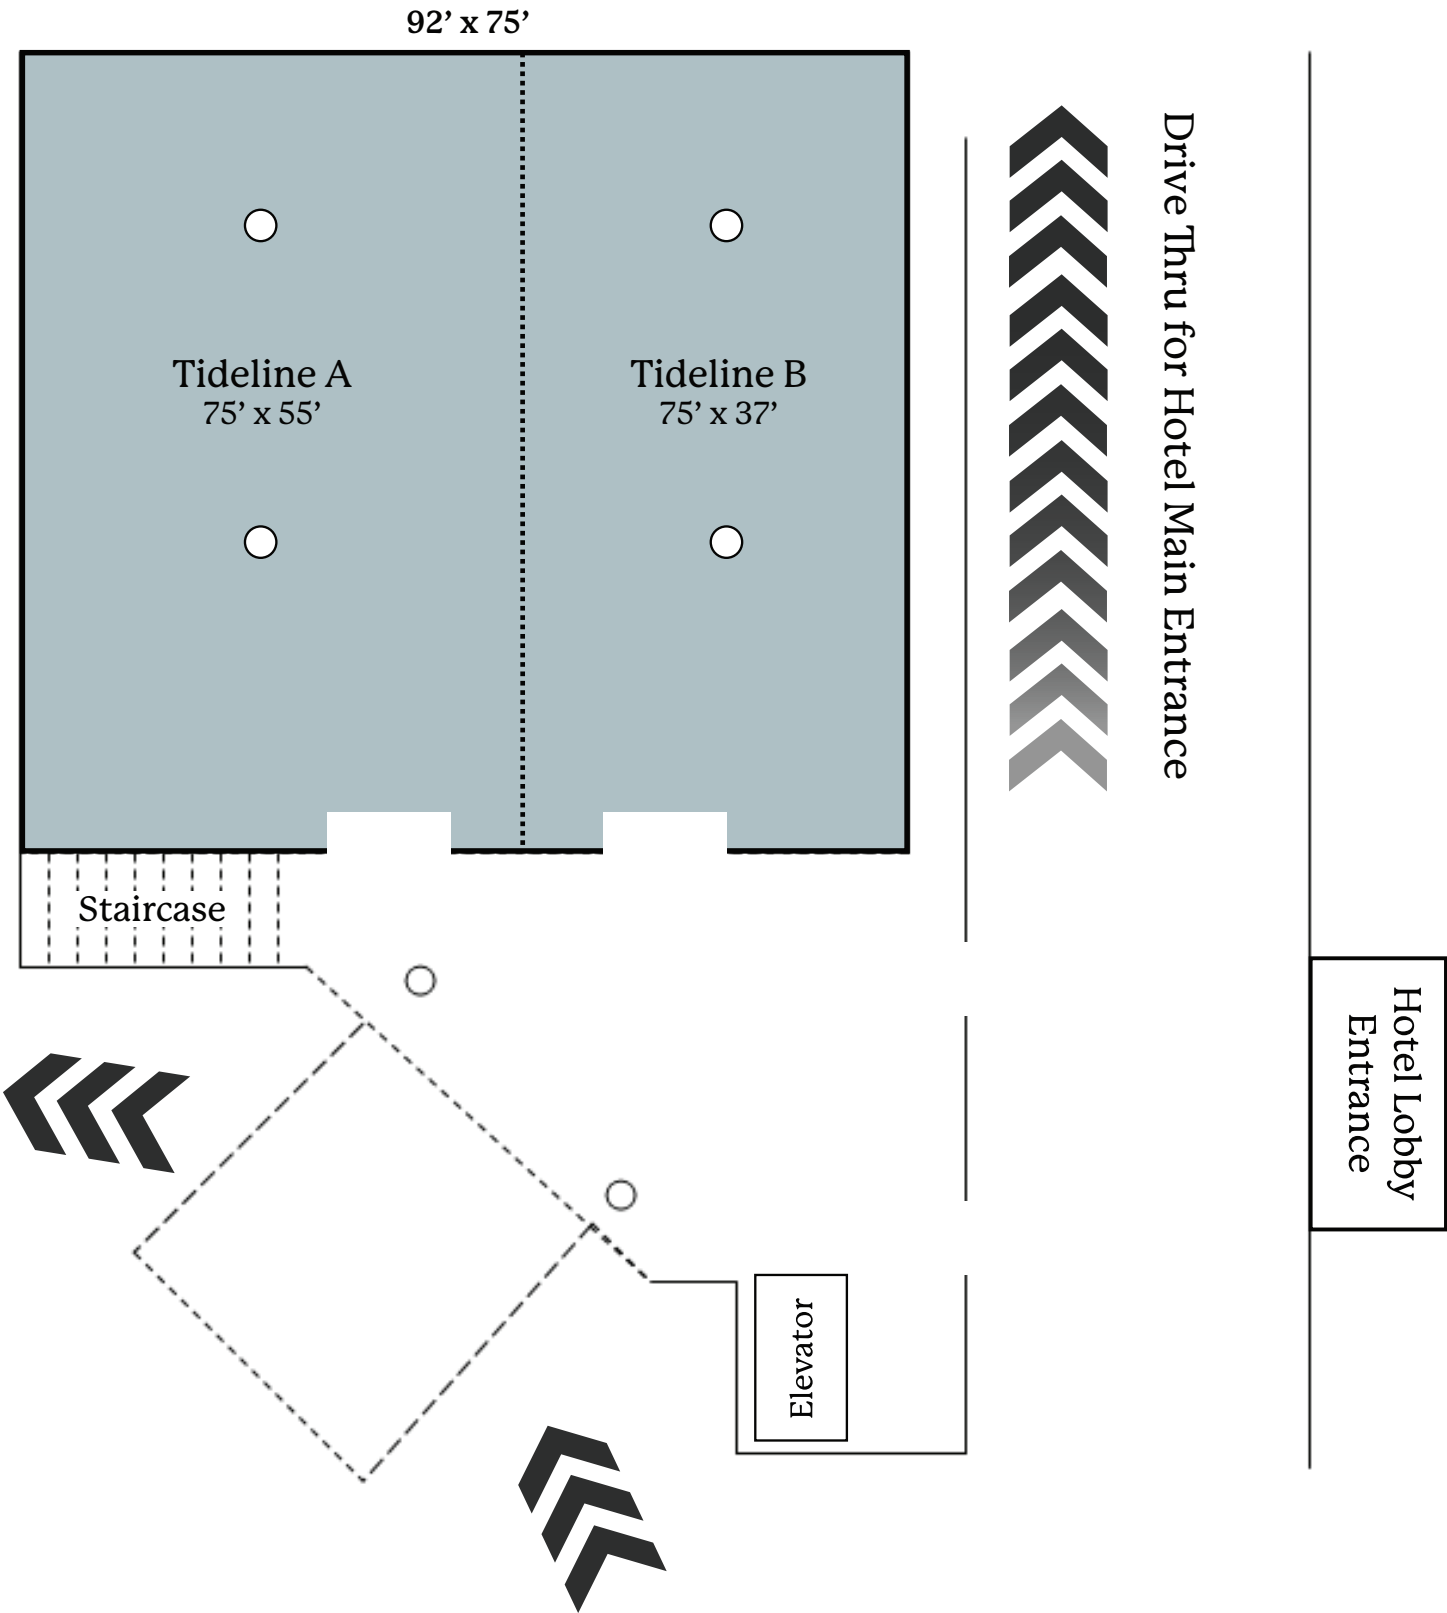 92’ x 75’
Tideline A
75’ x 55’
Tideline B
75’ x 37’
Drive Thru for Hotel Main Entrance
Staircase
Hotel Lobby
Entrance
Elevator